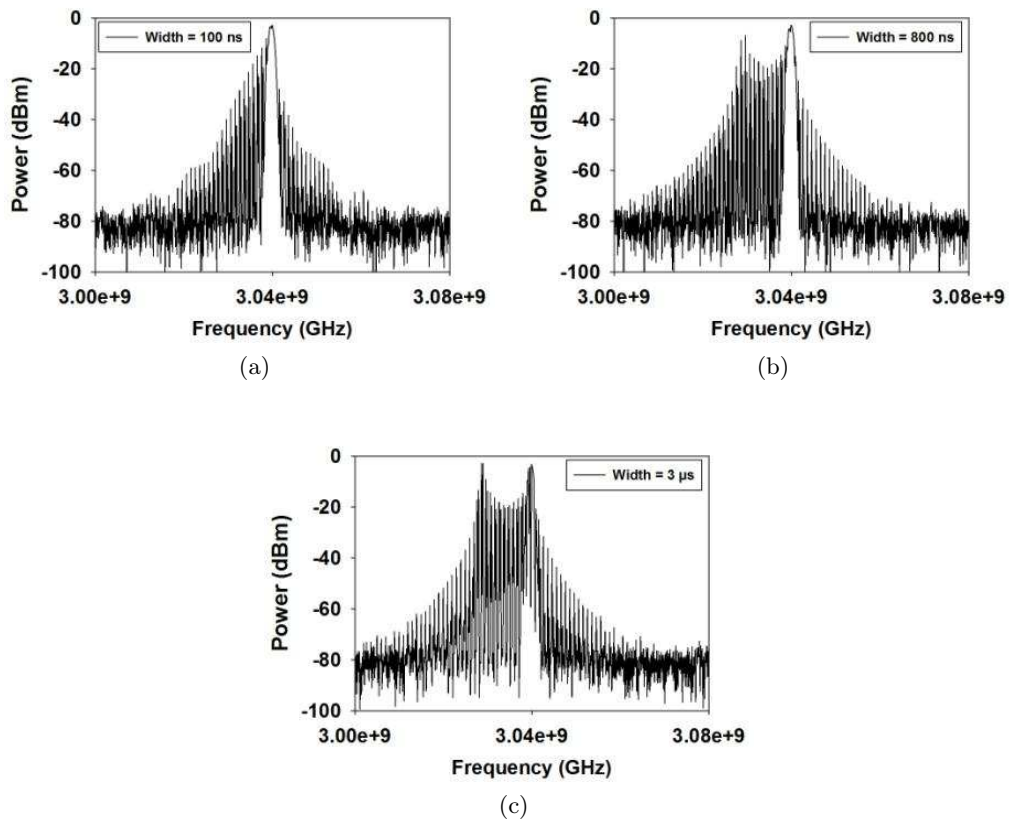 0
-20
-40
-60
-80
-100
Power (dBm)
Width = 100 ns
3.00e+9
3.04e+9
3.08e+9
Frequency (GHz)
(a)
0
-20
-40
-60
-80
-100
Power (dBm)
Width = 800 ns
3.00e+9
3.04e+9
3.08e+9
Frequency (GHz)
(b)
0
-20
-40
-60
-80
-100
Power (dBm)
Width = 3 µs
3.00e+9
3.04e+9
3.08e+9
Frequency (GHz)
(c)